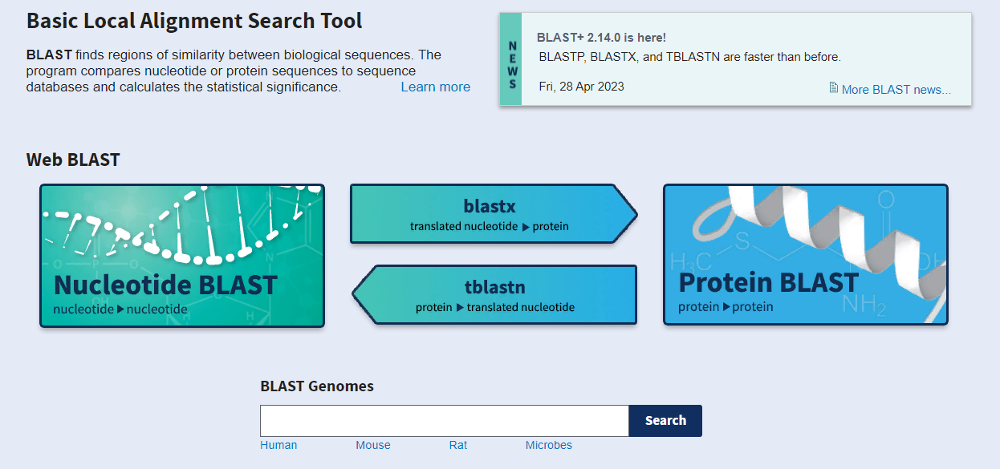 Basic Local Alignment Search Tool
BLAST finds regions of similarity between biological sequences. The
program compares nucleotide or protein sequences to sequence
databases and calculates the statistical significance. Learn more
NEWS
BLAST+ 2.14.0 is here!
BLASTP, BLASTX, and TBLASTN are faster than before.
Fri, 28 Apr 2023
More BLAST news...
Web BLAST
O
P
O
OH
N
N
O
H
H
Nucleotide BLAST
nucleotide ▶ nucleotide
blastx
translated nucleotide ▶ protein
tblastn
protein ▶ translated nucleotide
O
S
H₃C
OH
NH₂
Protein BLAST
protein ▶ protein
BLAST Genomes
Search
Human Mouse Rat Microbes